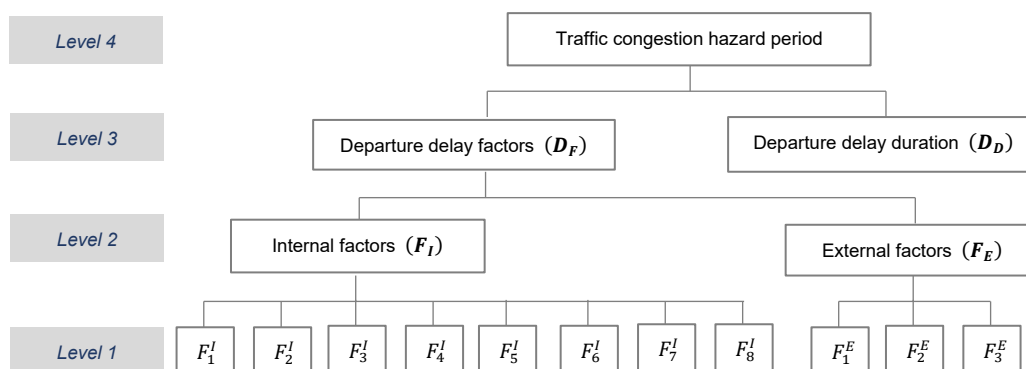 Level 4
Traffic congestion hazard period
Level 3
Departure delay factors (D_F)
Departure delay duration (D_D)
Level 2
Internal factors (F_I)
External factors (F_E)
Level 1
F_1^I F_2^I F_3^I F_4^I F_5^I F_6^I F_7^I F_8^I F_1^E F_2^E F_3^E